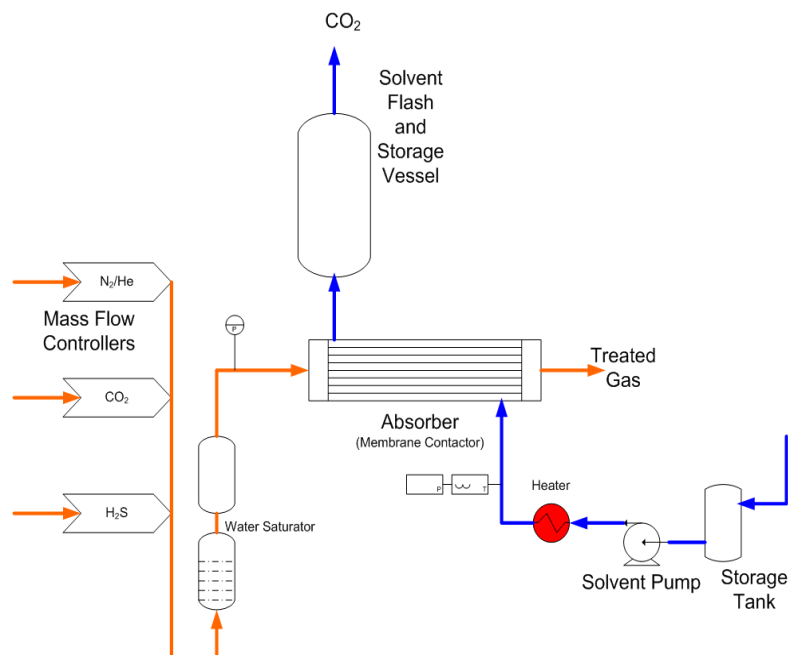 CO₂
Solvent
Flash
and
Storage
Vessel
N₂/He
Mass Flow
Controllers
P
CO₂
Treated
Gas
Absorber
(Membrane Contactor)
P
T
Heater
H₂S
Water Saturator
Solvent Pump
Storage
Tank